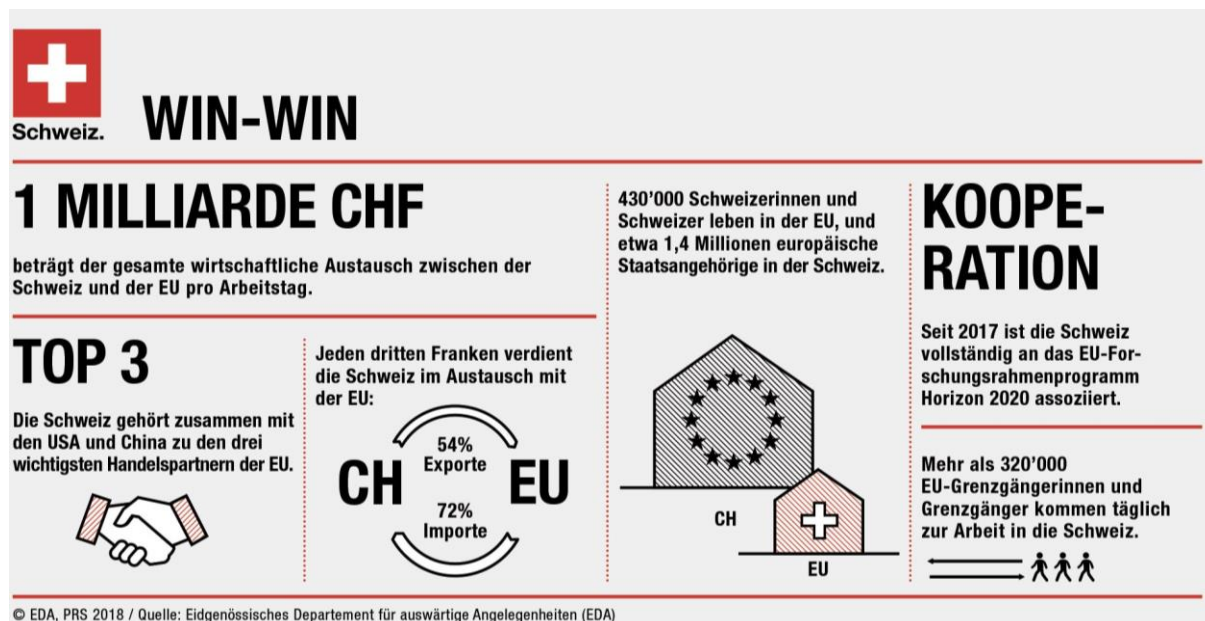 Schweiz.
WIN-WIN
1 MILLIARDE CHF
beträgt der gesamte wirtschaftliche Austausch zwischen der
Schweiz und der EU pro Arbeitstag.
TOP 3
Die Schweiz gehört zusammen mit
den USA und China zu den drei
wichtigsten Handelspartnern der EU.
Jeden dritten Franken verdient
die Schweiz im Austausch mit
der EU:
54%
Exporte
CH
EU
72%
Importe
430'000 Schweizerinnen und
Schweizer leben in der EU, und
etwa 1,4 Millionen europäische
Staatsangehörige in der Schweiz.
CH
EU
KOOPE-
RATION
Seit 2017 ist die Schweiz
vollständig an das EU-For-
schungsrahmenprogramm
Horizon 2020 assoziiert.
Mehr als 320'000
EU-Grenzgängerinnen und
Grenzgänger kommen täglich
zur Arbeit in die Schweiz.
© EDA, PRS 2018 / Quelle: Eidgenössisches Departement für auswärtige Angelegenheiten (EDA)